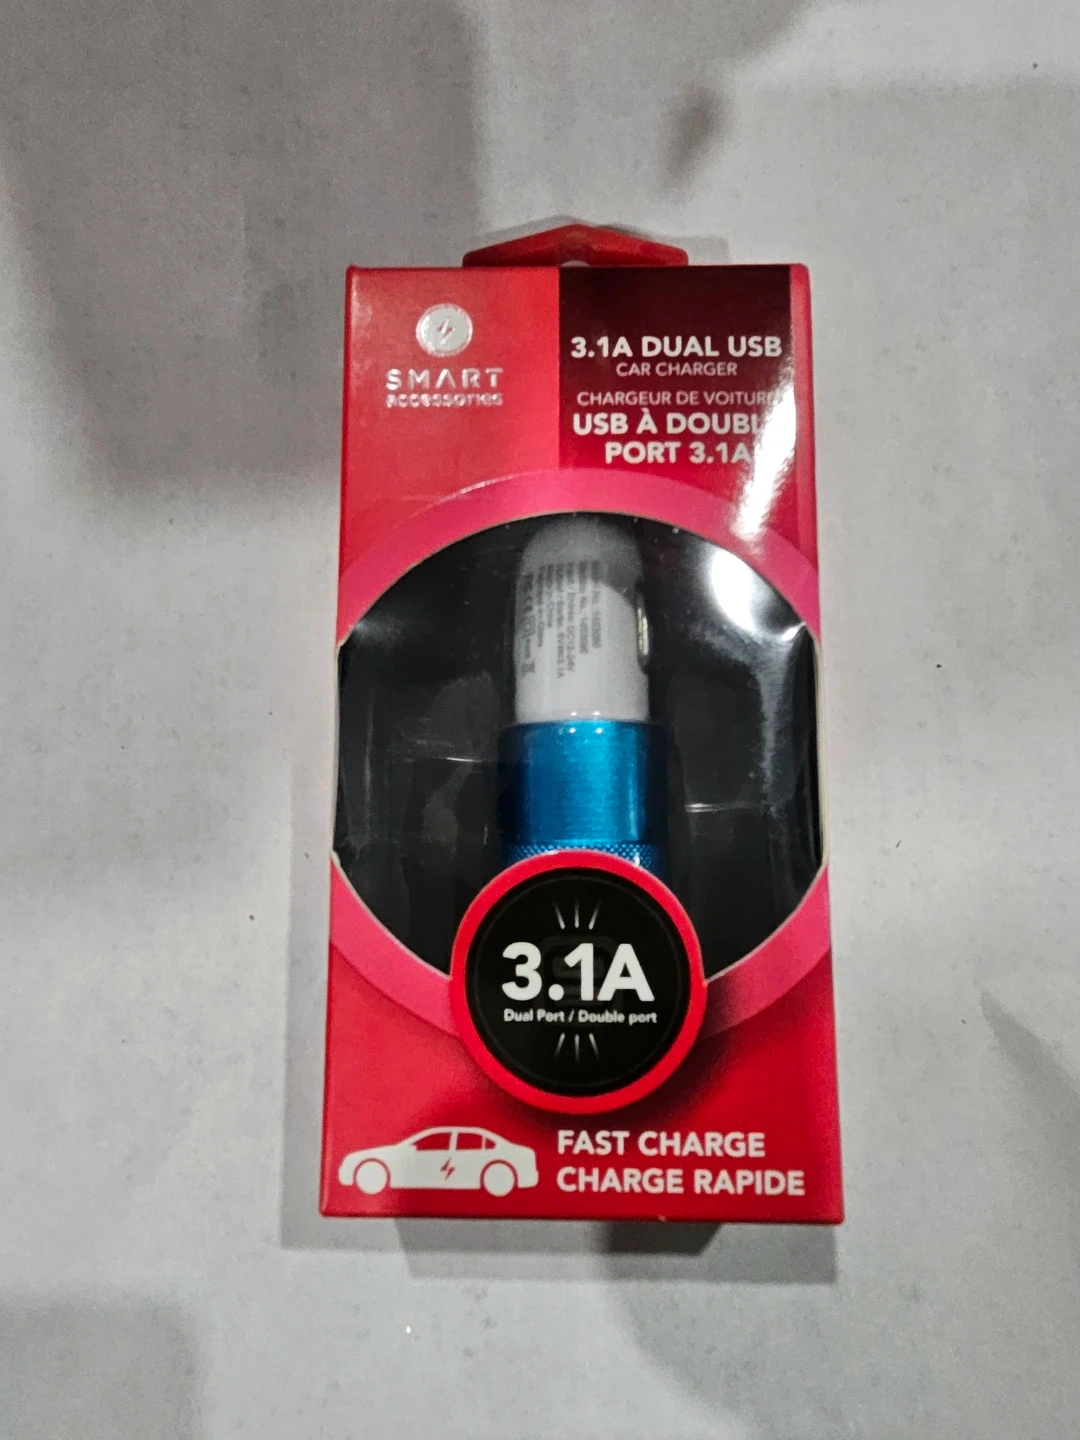 SMART
accessories
3.1A DUAL USB
CAR CHARGER
CHARGEUR DE VOITURE
USB À DOUBLE
PORT 3.1A
3.1A
Dual Port / Double port
FAST CHARGE
CHARGE RAPIDE